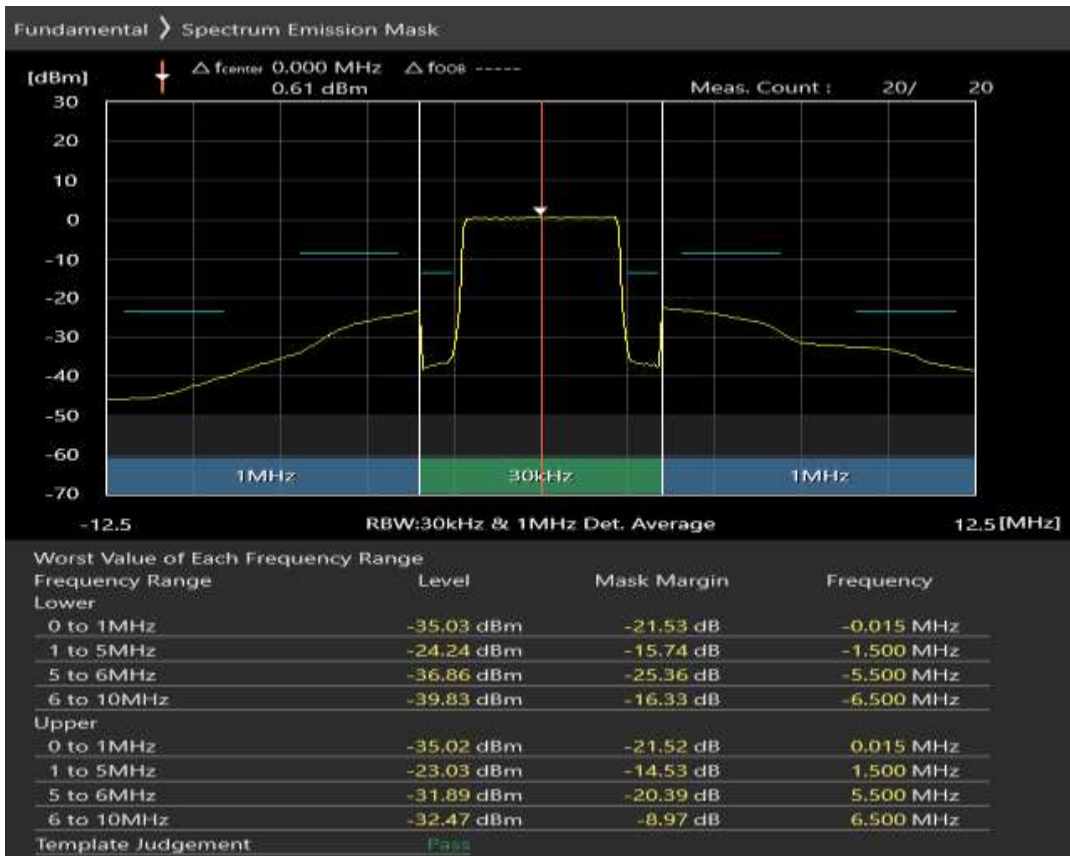 Fundamental ❯ Spectrum Emission Mask
[dBm] △ fcenter 0.000 MHz △ fOOB -----
0.61 dBm Meas. Count : 20/ 20
30
20
10
0
-10
-20
-30
-40
-50
-60
1MHz 30kHz 1MHz
-70
-12.5 RBW:30kHz & 1MHz Det. Average 12.5 [MHz]
Worst Value of Each Frequency Range
Frequency Range Level Mask Margin Frequency
Lower
0 to 1MHz -35.03 dBm -21.53 dB -0.015 MHz
1 to 5MHz -24.24 dBm -15.74 dB -1.500 MHz
5 to 6MHz -36.86 dBm -25.36 dB -5.500 MHz
6 to 10MHz -39.83 dBm -16.33 dB -6.500 MHz
Upper
0 to 1MHz -35.02 dBm -21.52 dB 0.015 MHz
1 to 5MHz -23.03 dBm -14.53 dB 1.500 MHz
5 to 6MHz -31.89 dBm -20.39 dB 5.500 MHz
6 to 10MHz -32.47 dBm -8.97 dB 6.500 MHz
Template Judgement Pass